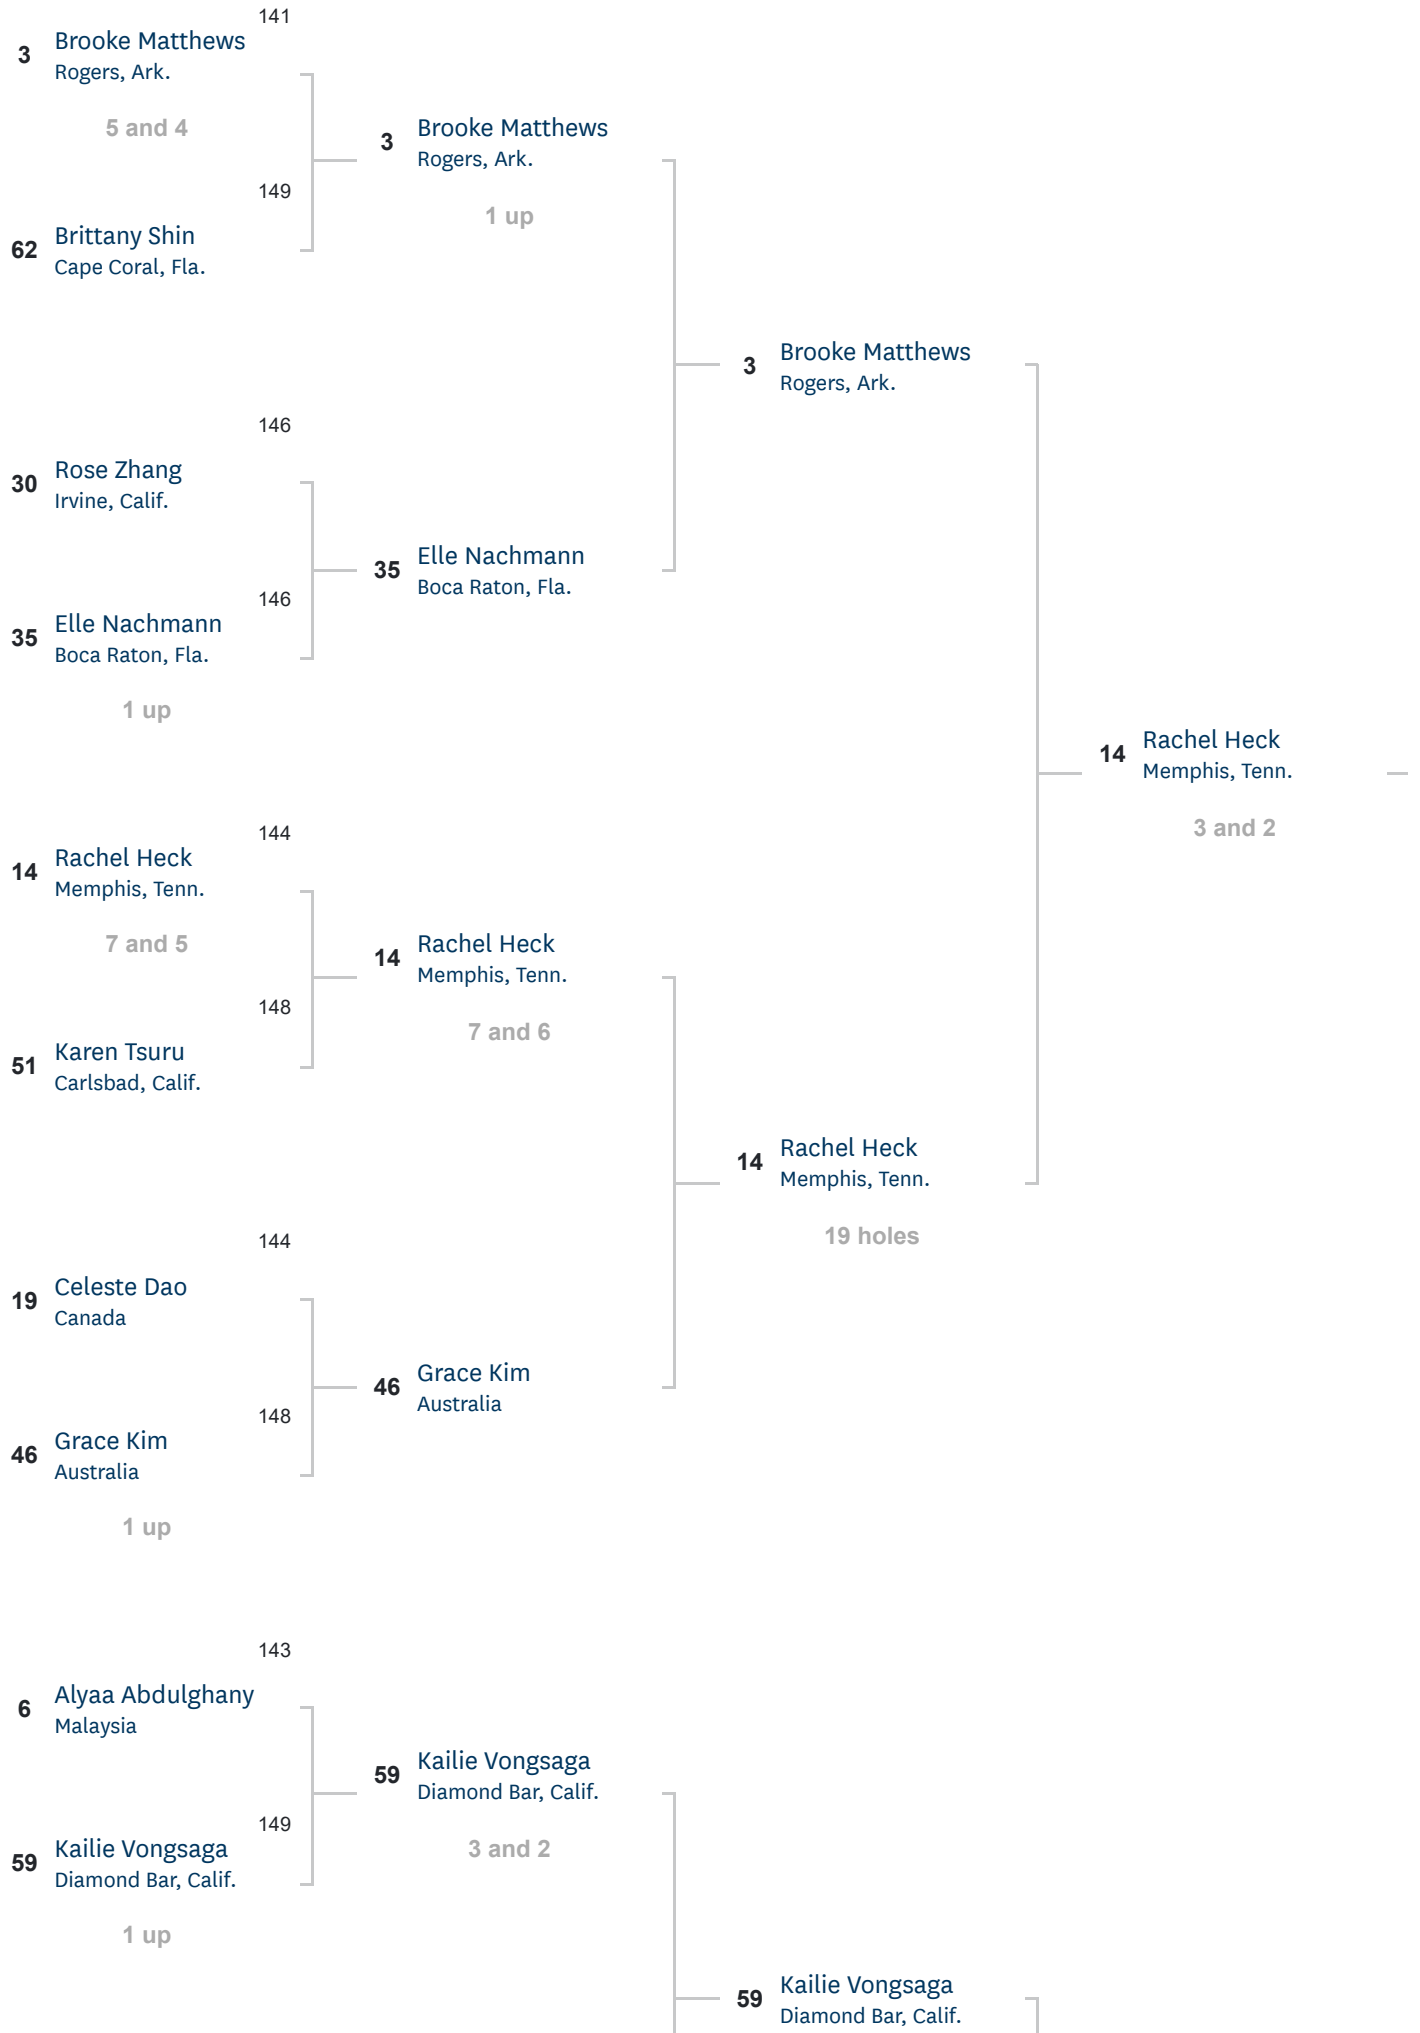 141
3
Brooke Matthews
Rogers, Ark.
5 and 4
149
62
Brittany Shin
Cape Coral, Fla.
3
Brooke Matthews
Rogers, Ark.
1 up
3
Brooke Matthews
Rogers, Ark.
146
30
Rose Zhang
Irvine, Calif.
146
35
Elle Nachmann
Boca Raton, Fla.
1 up
35
Elle Nachmann
Boca Raton, Fla.
14
Rachel Heck
Memphis, Tenn.
3 and 2
144
14
Rachel Heck
Memphis, Tenn.
7 and 5
148
51
Karen Tsuru
Carlsbad, Calif.
14
Rachel Heck
Memphis, Tenn.
7 and 6
14
Rachel Heck
Memphis, Tenn.
19 holes
144
19
Celeste Dao
Canada
148
46
Grace Kim
Australia
1 up
46
Grace Kim
Australia
143
6
Alyaa Abdulghany
Malaysia
149
59
Kailie Vongsaga
Diamond Bar, Calif.
1 up
59
Kailie Vongsaga
Diamond Bar, Calif.
3 and 2
59
Kailie Vongsaga
Diamond Bar, Calif.